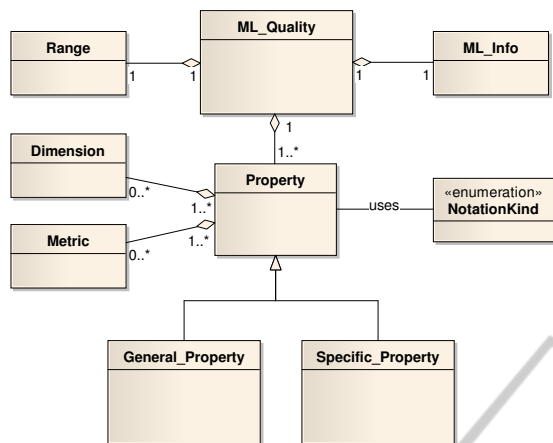 Range
ML_Quality
ML_Info
1
1
1
1
1
1..*
Dimension
0..*
1..*
Property
uses
«enumeration»
NotationKind
Metric
0..*
1..*
General_Property
Specific_Property